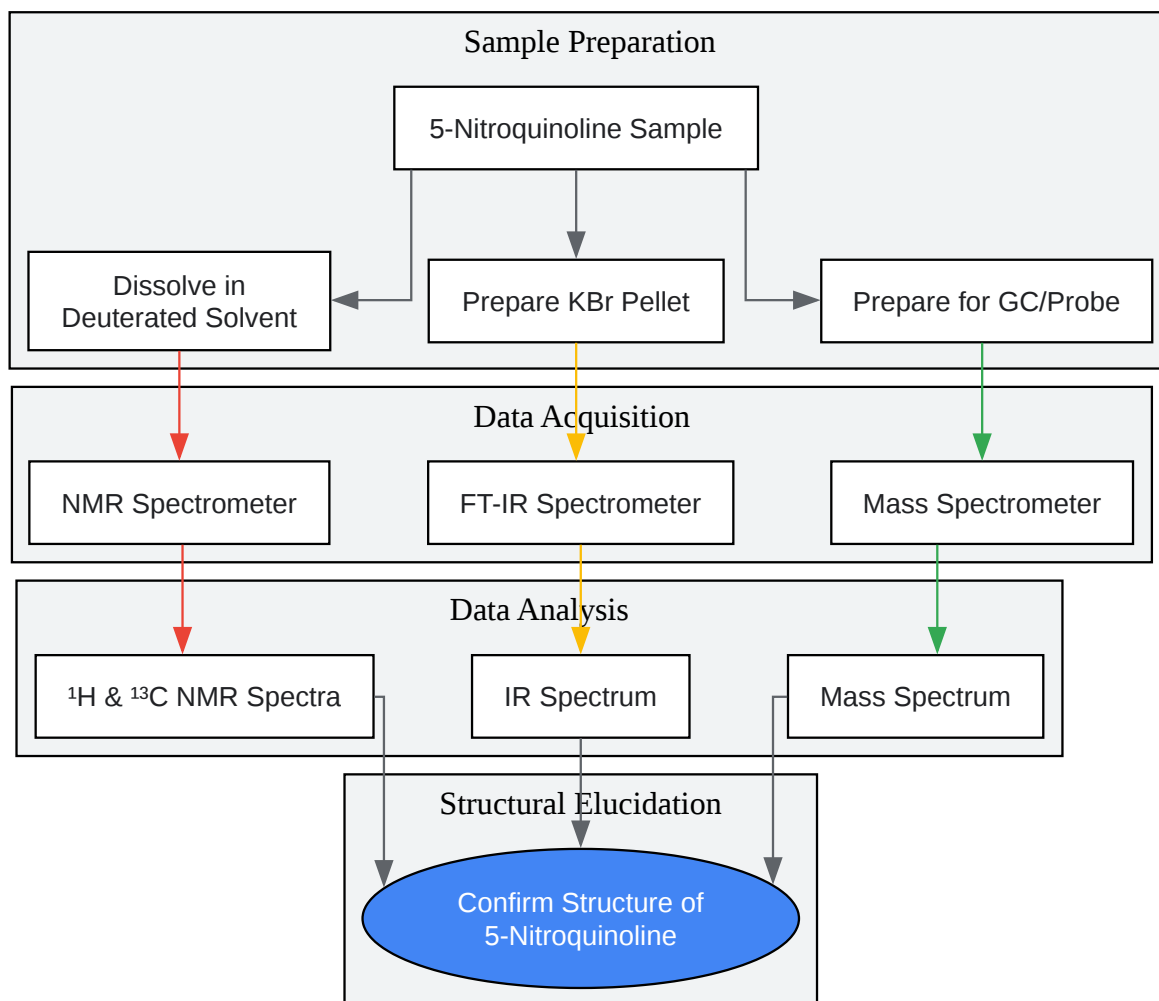 Sample Preparation
5-Nitroquinoline Sample
Dissolve in
Deuterated Solvent
Prepare KBr Pellet
Prepare for GC/Probe
Data Acquisition
NMR Spectrometer
FT-IR Spectrometer
Mass Spectrometer
Data Analysis
¹H & ¹³C NMR Spectra
IR Spectrum
Mass Spectrum
Structural Elucidation
Confirm Structure of
5-Nitroquinoline